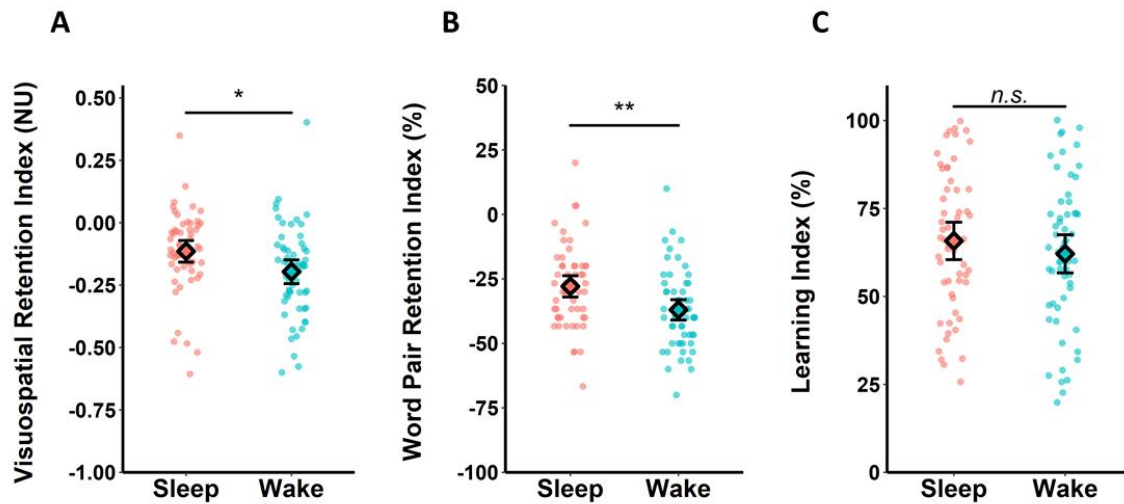 A
B
C
Visuospatial Retention Index (NU)
0.50
0.25
0.00
-0.25
-0.50
-0.75
-1.00
*
Sleep Wake
Word Pair Retention Index (%)
50
25
0
-25
-50
-75
-100
**
Sleep Wake
Learning Index (%)
100
75
50
25
0
n.s.
Sleep Wake